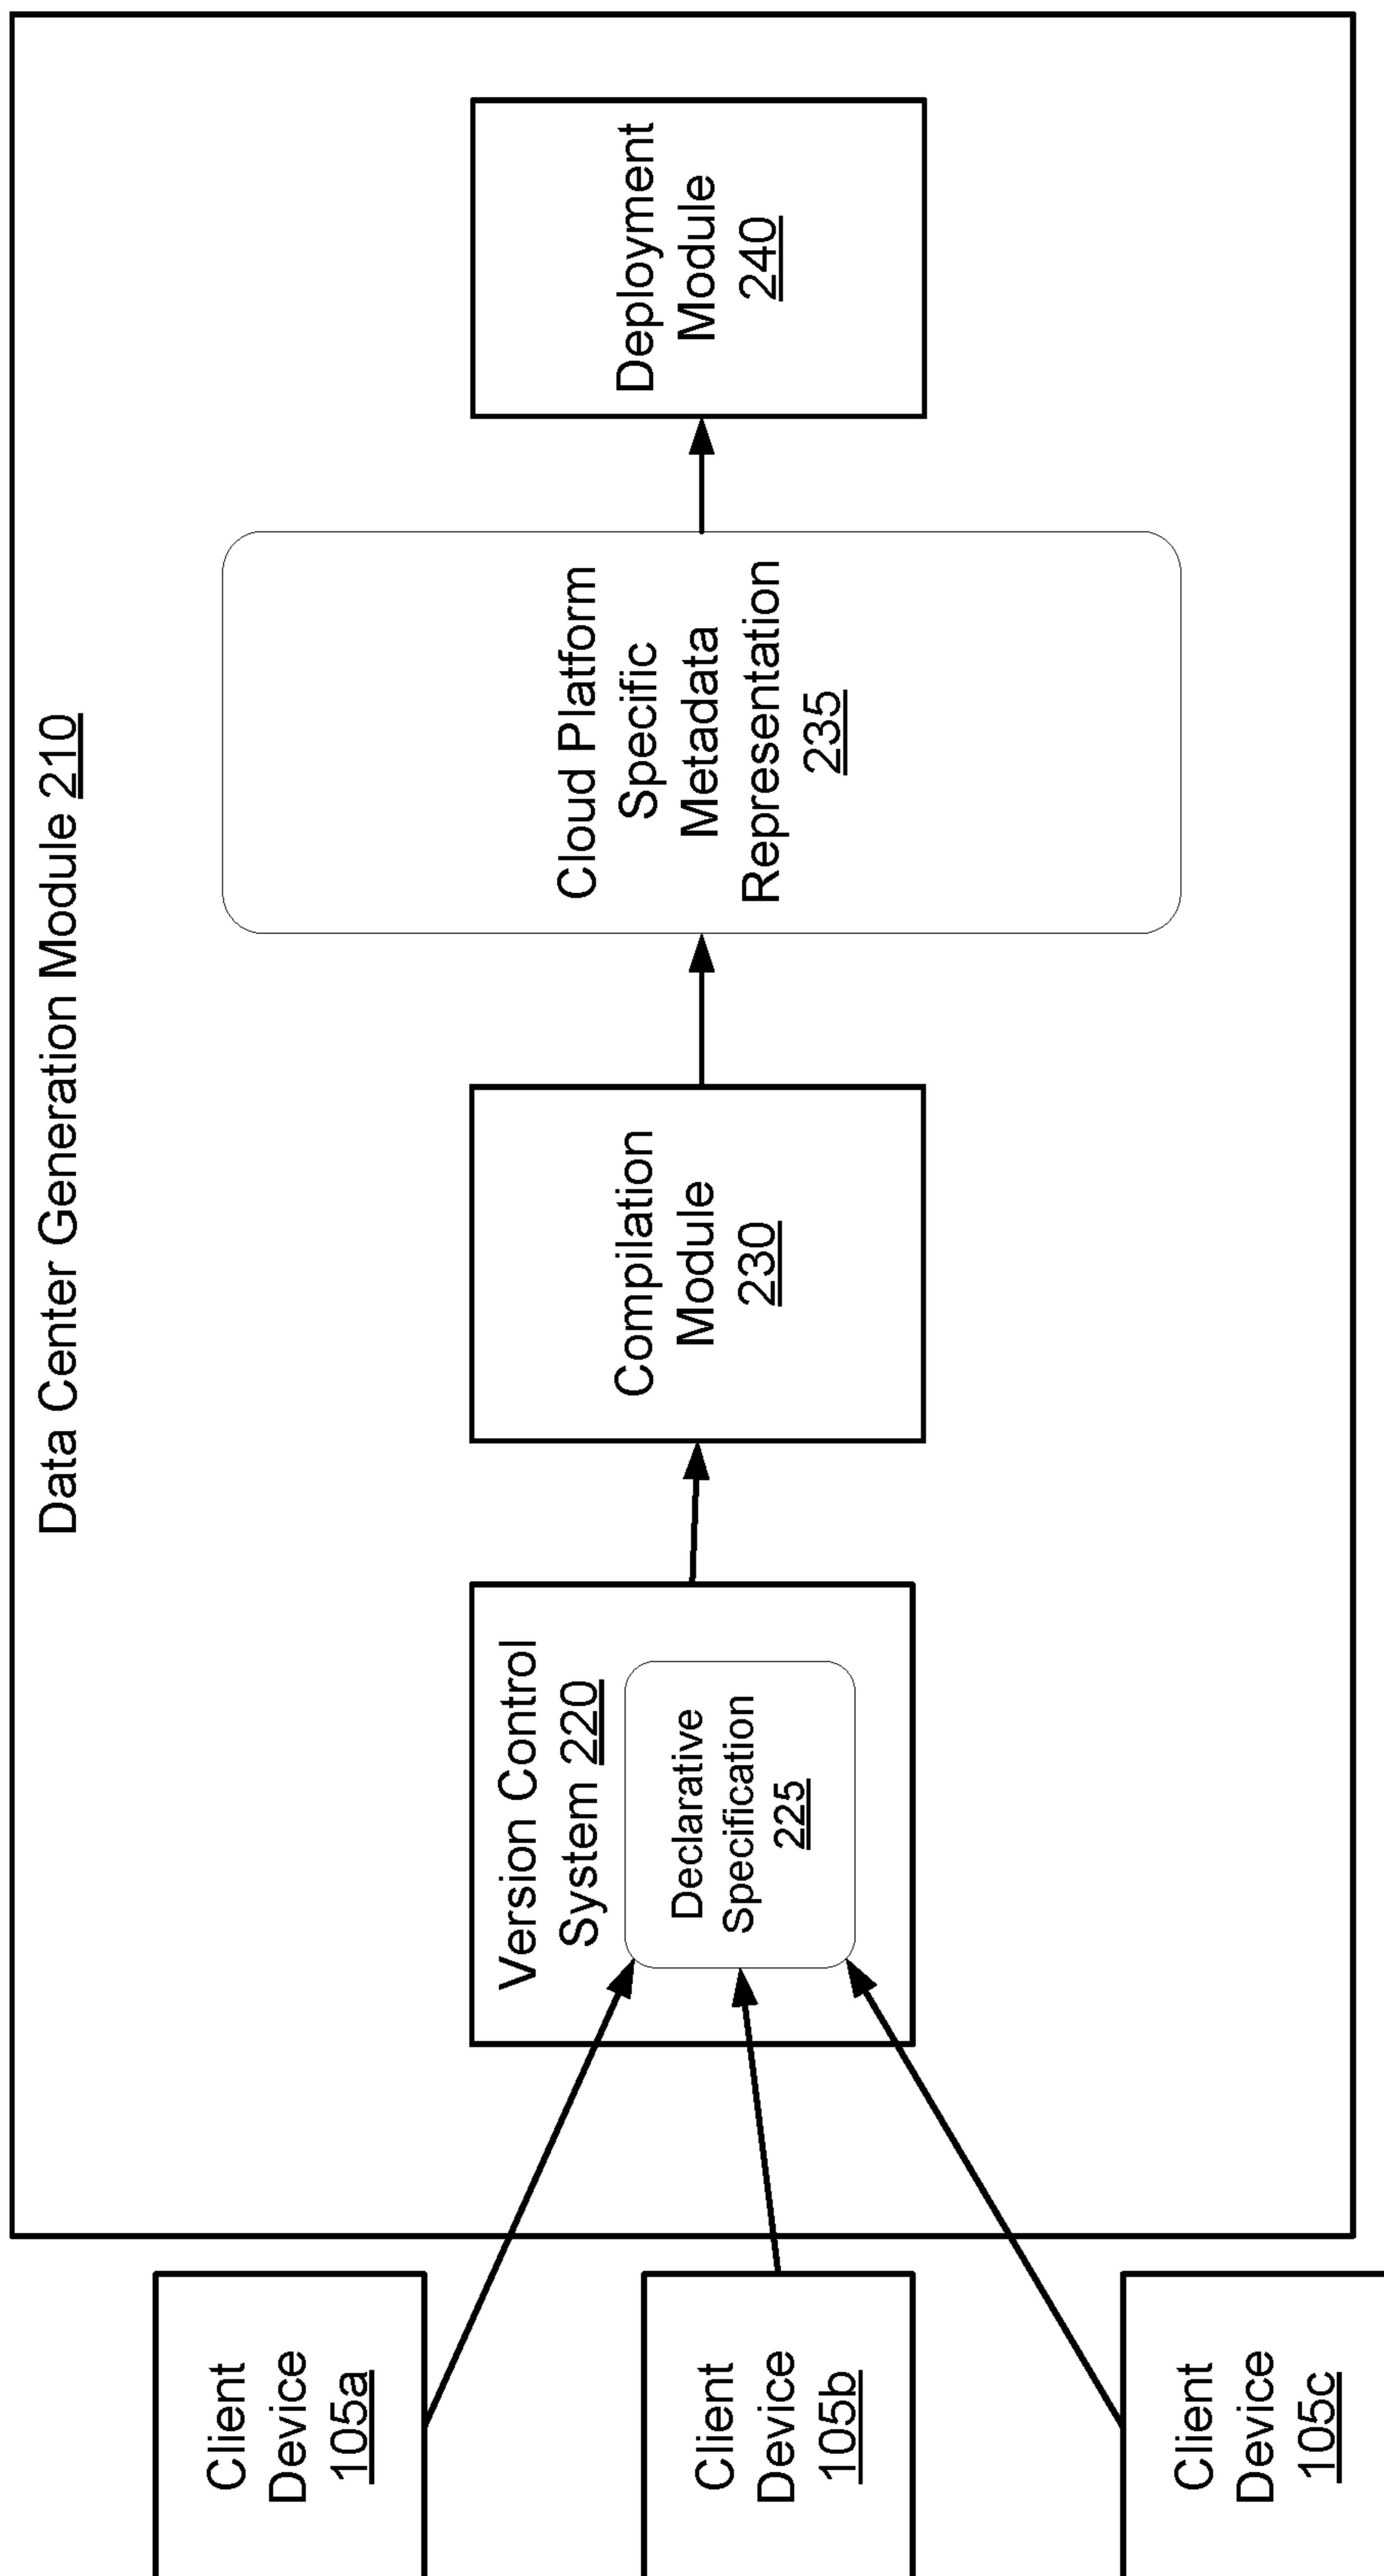 Data Center Generation Module 210
Client
Device
105a
Client
Device
105b
Client
Device
105c
Version Control
System 220
Declarative
Specification
225
Compilation
Module
230
Cloud Platform
Specific
Metadata
Representation
235
Deployment
Module
240